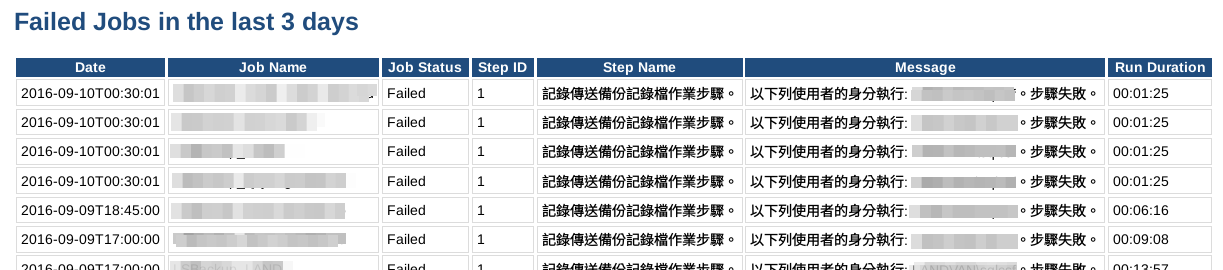 Failed Jobs in the last 3 days
Date Job Name Job Status Step ID Step Name Message Run Duration
2016-09-10T00:30:01 Failed 1 記錄傳送備份記錄檔作業步驟。 以下列使用者的身分執行: 。步驟失敗。 00:01:25
2016-09-10T00:30:01 Failed 1 記錄傳送備份記錄檔作業步驟。 以下列使用者的身分執行: 。步驟失敗。 00:01:25
2016-09-10T00:30:01 Failed 1 記錄傳送備份記錄檔作業步驟。 以下列使用者的身分執行: 。步驟失敗。 00:01:25
2016-09-10T00:30:01 Failed 1 記錄傳送備份記錄檔作業步驟。 以下列使用者的身分執行: 。步驟失敗。 00:01:25
2016-09-09T18:45:00 Failed 1 記錄傳送備份記錄檔作業步驟。 以下列使用者的身分執行: 。步驟失敗。 00:06:16
2016-09-09T17:00:00 Failed 1 記錄傳送備份記錄檔作業步驟。 以下列使用者的身分執行: 。步驟失敗。 00:09:08
2016-09-09T17:00:00 Failed 1 記錄傳送備份記錄檔作業步驟。 以下列使用者的身分執行: 。步驟失敗。 00:13:57